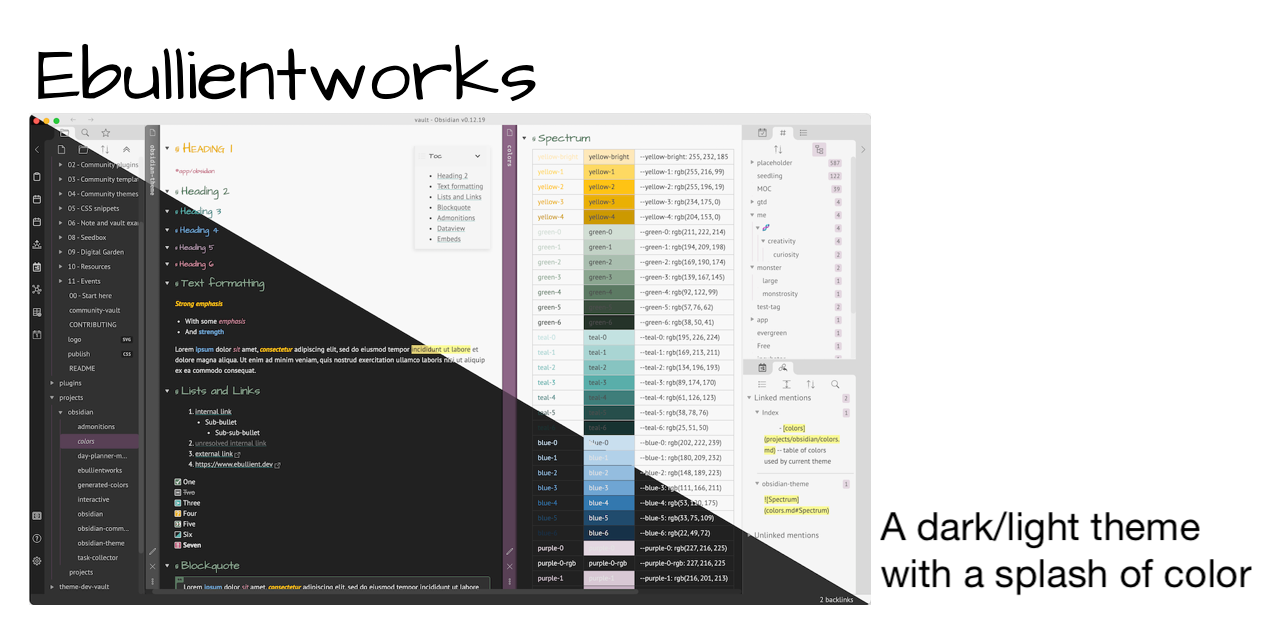 Ebullientworks
vault - Obsidian v0.12.19
02 - Community plugins
03 - Community templa
04 - Community themes
05 - CSS snippets
06 - Note and vault exa
08 - Seedbox
09 - Digital Garden
10 - Resources
11 - Events
00 - Start here
community-vault
CONTRIBUTING
logo SVG
publish CSS
README
plugins
projects
obsidian
admonitions
colors
day-planner-m...
ebullientworks
generated-colors
interactive
obsidian
obsidian-comm...
obsidian-theme
task-collector
projects
theme-dev-vault
obsidian-theme
Heading 1
#app/obsidian
Heading 2
Heading 3
Heading 4
Heading 5
Heading 6
Text formatting
Strong emphasis
With some emphasis
And strength
Lorem ipsum dolor sit amet, consectetur adipiscing elit, sed do eiusmod tempor incididunt ut labore et
dolore magna aliqua. Ut enim ad minim veniam, quis nostrud exercitation ullamco laboris nisi ut aliquip
ex ea commodo consequat.
Lists and Links
1. internal link
Sub-bullet
Sub-sub-bullet
2. unresolved internal link
3. external link
4. https://www.ebullient.dev
One
Two
Three
Four
Five
Six
Seven
Blockquote
Lorem ipsum dolor sit amet, consectetur adipiscing elit, sed do eiusmod tempor incididunt ut labore
Toc
Heading 2
Text formatting
Lists and Links
Blockquote
Admonitions
Dataview
Embeds
colors
Spectrum
yellow-bright yellow-bright --yellow-bright: 255,232,185
yellow-1 yellow-1 --yellow-1: rgb(255,216,99)
yellow-2 yellow-2 --yellow-2: rgb(255,196,19)
yellow-3 yellow-3 --yellow-3: rgb(234,175,0)
yellow-4 yellow-4 --yellow-4: rgb(204,153,0)
green-0 green-0 --green-0: rgb(211,222,214)
green-1 green-1 --green-1: rgb(194,209,198)
green-2 green-2 --green-2: rgb(169,190,174)
green-3 green-3 --green-3: rgb(139,167,145)
green-4 green-4 --green-4: rgb(92,122,99)
green-5 green-5 --green-5: rgb(57,76,62)
green-6 green-6 --green-6: rgb(38,50,41)
teal-0 teal-0 --teal-0: rgb(195,226,224)
teal-1 teal-1 --teal-1: rgb(169,213,211)
teal-2 teal-2 --teal-2: rgb(134,196,193)
teal-3 teal-3 --teal-3: rgb(89,174,170)
teal-4 teal-4 --teal-4: rgb(61,126,123)
teal-5 teal-5 --teal-5: rgb(38,78,76)
teal-6 --teal-6: rgb(25,51,50)
blue-0 blue-0 --blue-0: rgb(202,222,239)
blue-1 blue-1 --blue-1: rgb(180,209,232)
blue-2 blue-2 --blue-2: rgb(148,189,223)
blue-3 blue-3 --blue-3: rgb(111,166,211)
blue-4 blue-4 --blue-4: rgb(53,120,175)
blue-5 blue-5 --blue-5: rgb(33,75,109)
blue-6 blue-6 --blue-6: rgb(22,49,72)
purple-0 purple-0 --purple-0: rgb(227,216,225)
purple-0-rgb purple-0-rgb --purple-0-rgb: 227,216,225
purple-1 purple-1 --purple-1: rgb(216,201,213)
placeholder 587
seedling 122
MOC 39
gtd 4
me 4
4
creativity 4
curiosity 2
monster 2
large 1
monstrosity 1
test-tag 2
app 1
evergreen 1
Free 1
Linked mentions 2
Index 1
- [colors]
(projects/obsidian/colors.
md) -- table of colors
used by current theme
obsidian-theme 1
![Spectrum]
(colors.md#Spectrum)
Unlinked mentions
2 backlinks
A dark/light theme
with a splash of color